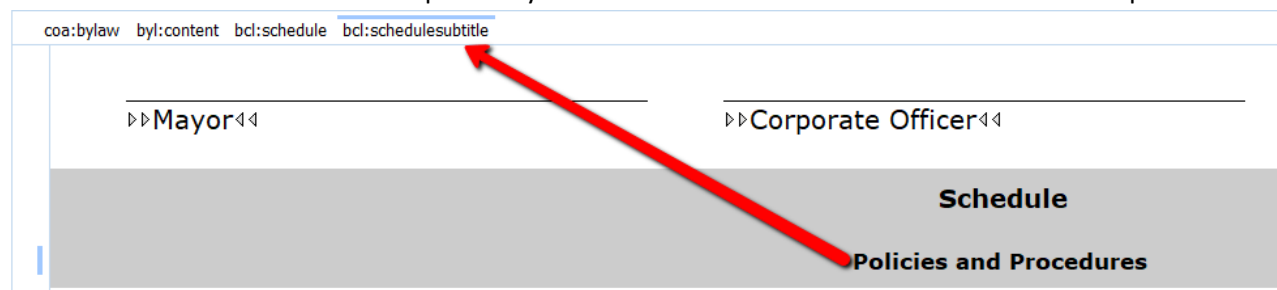 coa:bylaw byl:content bcl:schedule bcl:schedulesubtitle
▷▷Mayor◁◁ ▷▷Corporate Officer◁◁
Schedule
Policies and Procedures